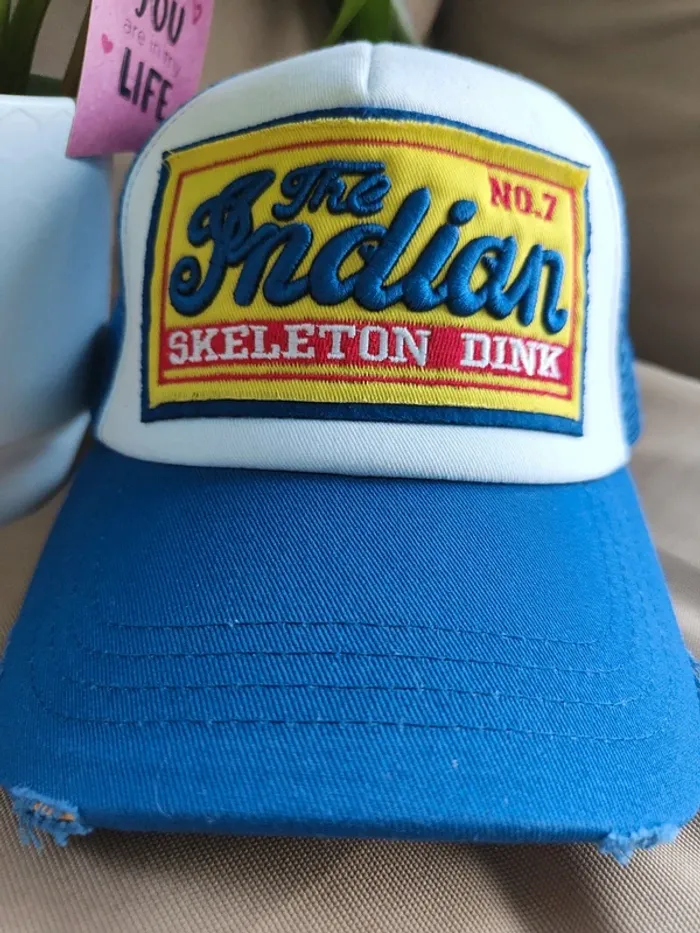 YOU
are in my
LIFE
The
NO.7
Indian
SKELETON DINK